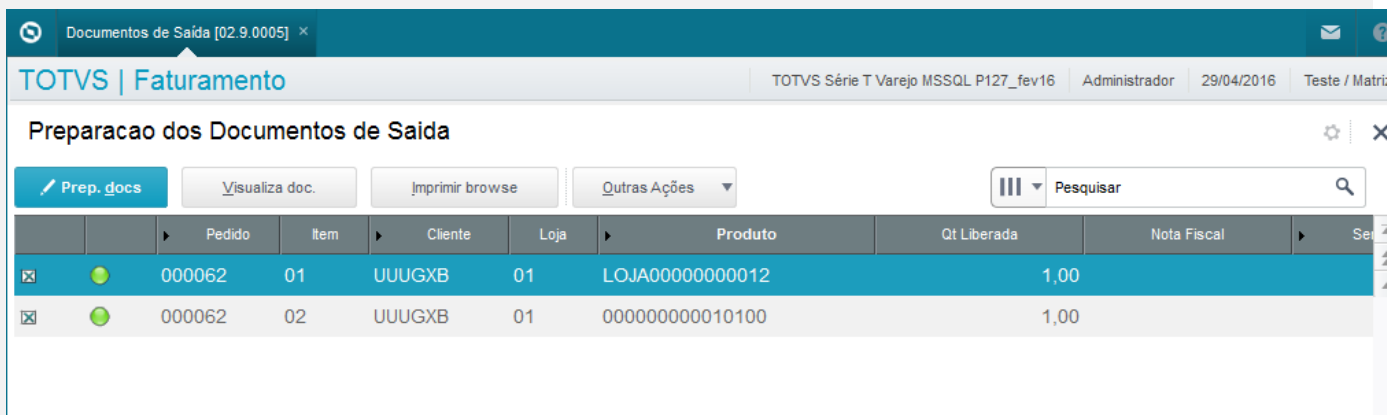 Documentos de Saída [02.9.0005] ×
TOTVS | Faturamento TOTVS Série T Varejo MSSQL P127_fev16 Administrador 29/04/2016 Teste / Matriz
Preparacao dos Documentos de Saida
Prep. docs Visualiza doc. Imprimir browse Outras Ações Pesquisar
Pedido Item Cliente Loja Produto Qt Liberada Nota Fiscal Ser
000062 01 UUUGXB 01 LOJA00000000012 1,00
000062 02 UUUGXB 01 000000000010100 1,00